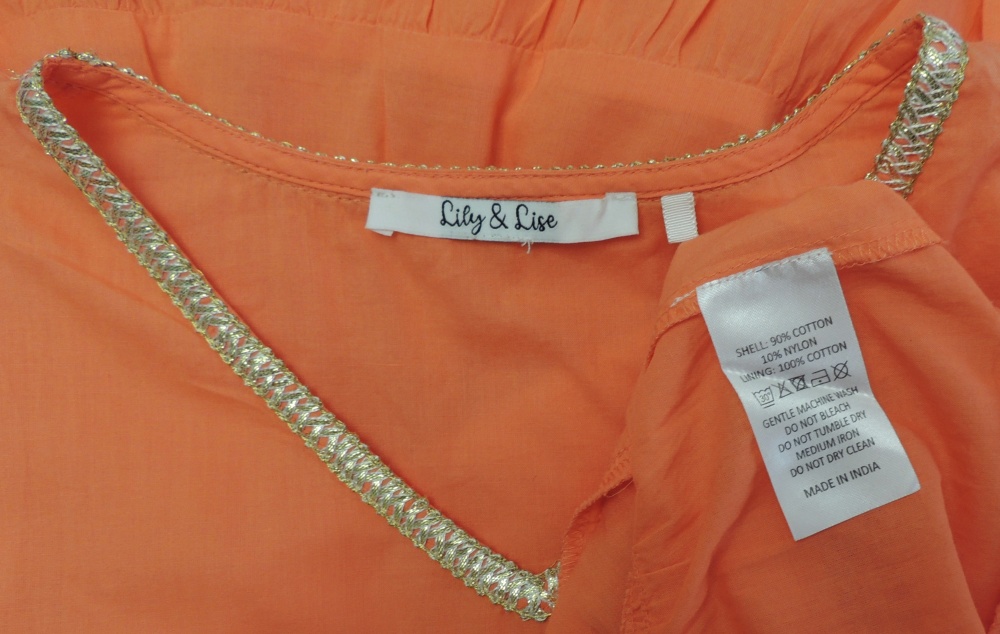 Lily & Lise
SHELL: 90% COTTON
10% NYLON
LINING: 100% COTTON
30°
GENTLE MACHINE WASH
DO NOT BLEACH
DO NOT TUMBLE DRY
MEDIUM IRON
DO NOT DRY CLEAN
MADE IN INDIA